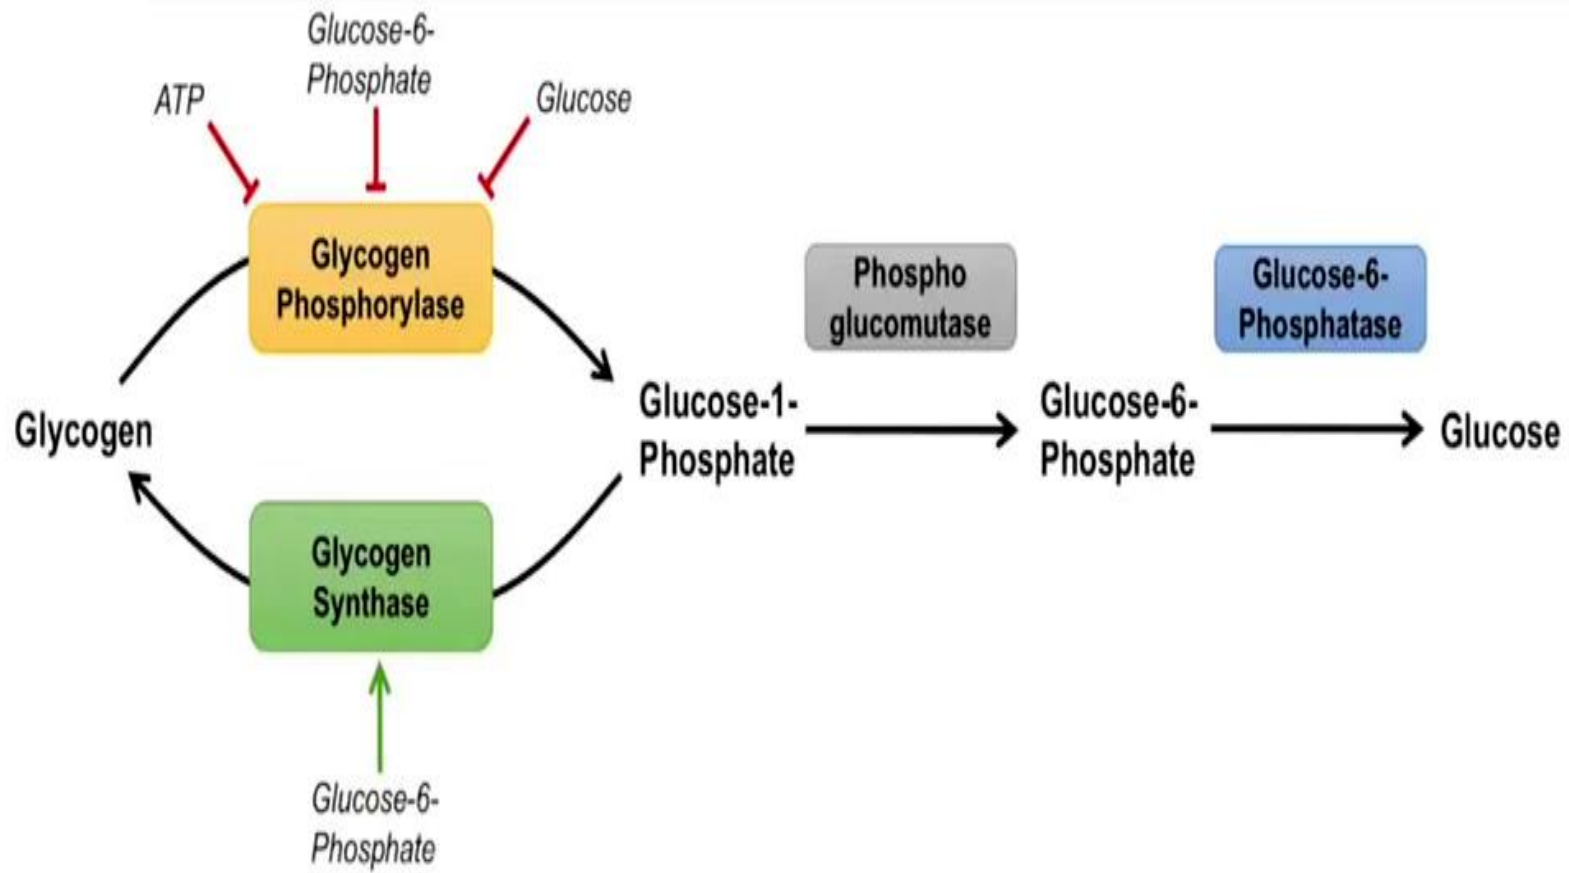 Glucose-6-
Phosphate
ATP
Glucose
Glycogen
Phosphorylase
Phospho
glucomutase
Glucose-6-
Phosphatase
Glycogen
Glucose-1-
Phosphate
Glucose-6-
Phosphate
Glucose
Glycogen
Synthase
Glucose-6-
Phosphate